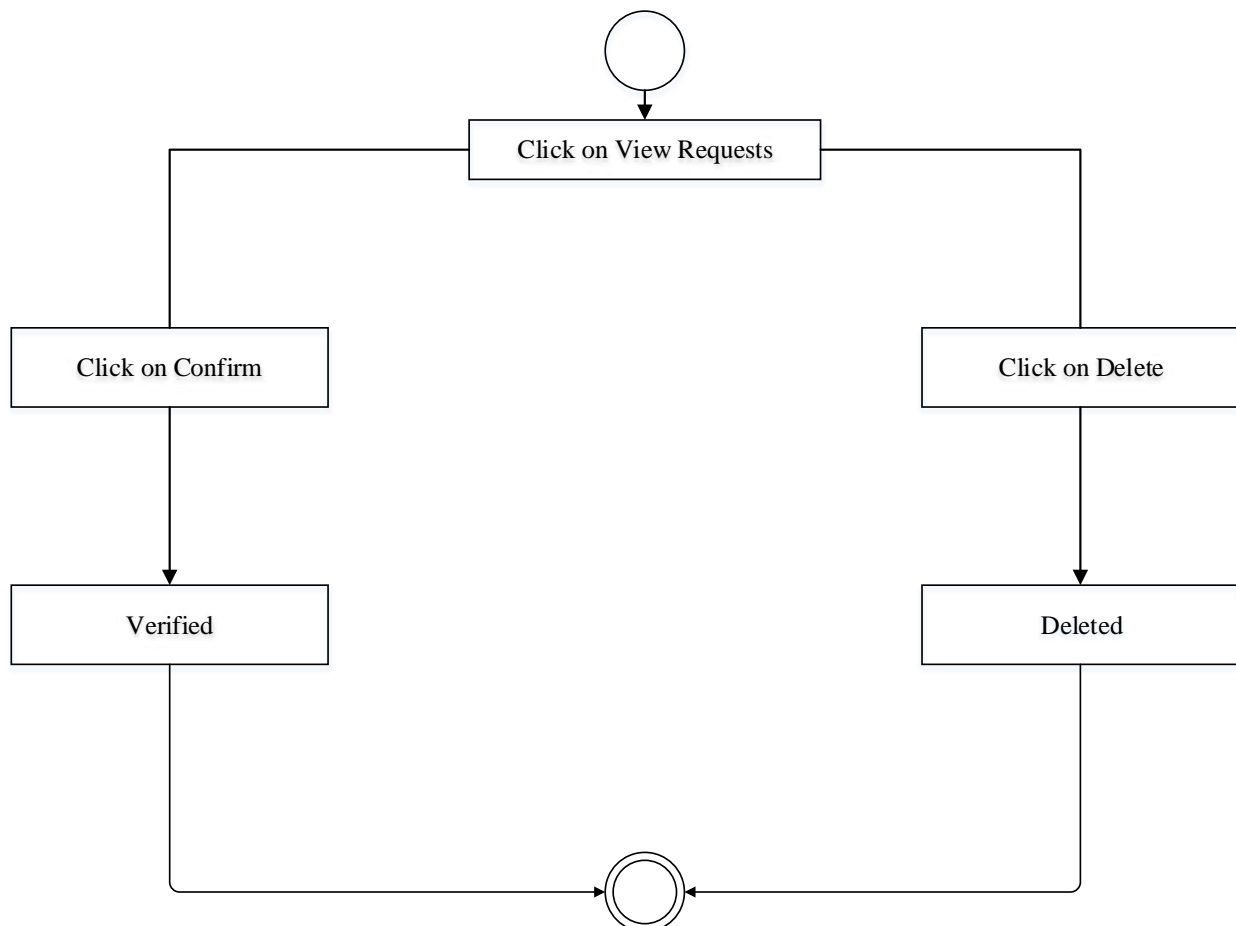 Click on View Requests
Click on Confirm
Click on Delete
Verified
Deleted